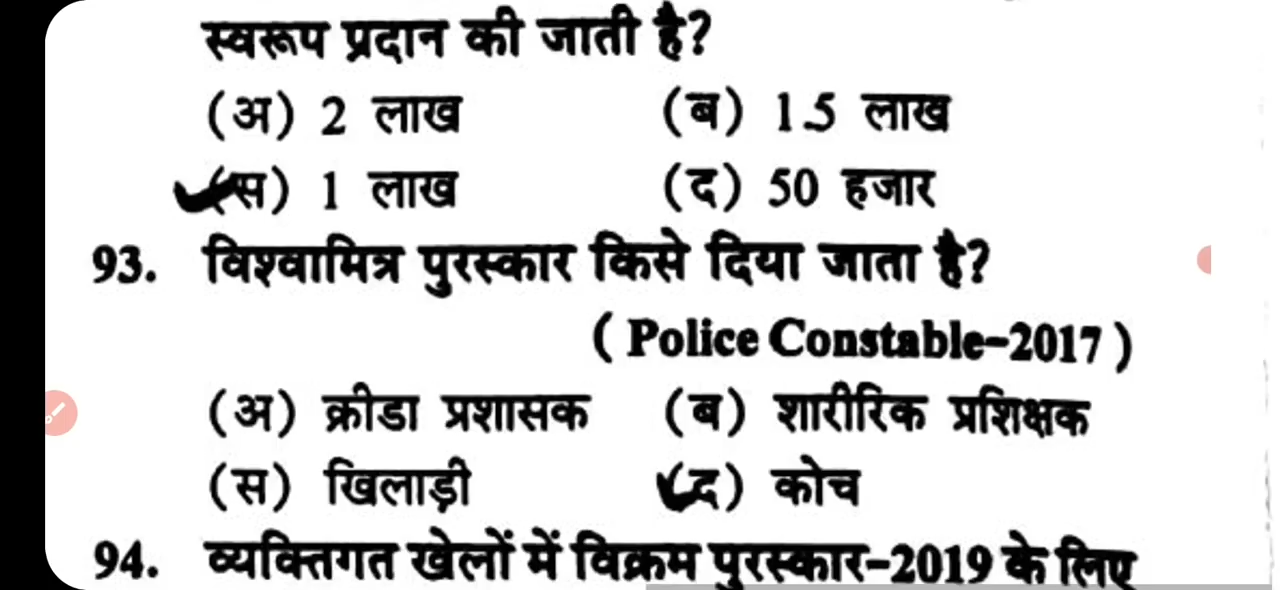 स्वरूप प्रदान की जाती है?
(अ) 2 लाख (ब) 1.5 लाख
(स) 1 लाख (द) 50 हजार
93. विश्वामित्र पुरस्कार किसे दिया जाता है?
( Police Constable-2017 )
(अ) क्रीडा प्रशासक (ब) शारीरिक प्रशिक्षक
(स) खिलाड़ी (द) कोच
94. व्यक्तिगत खेलों में विक्रम पुरस्कार-2019 के लिए